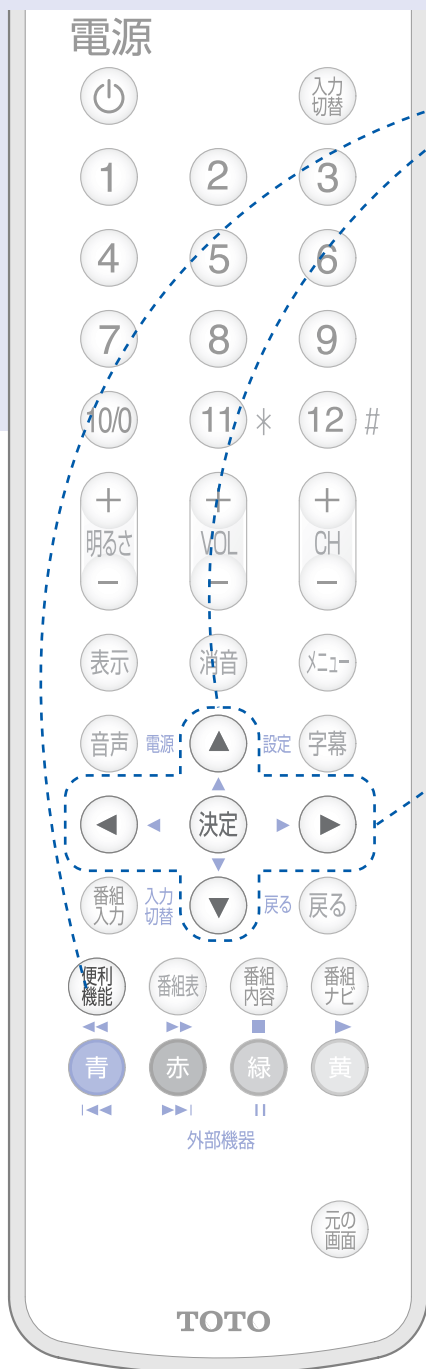 電源
入力
切替
1 2 3
4 5 6
7 8 9
10/0 11 * 12 #
+ + +
明るさ VOL CH
− − −
表示 消音 メニュー
音声 電源 ▲ 設定 字幕
▲
◀ ◀ 決定 ▶ ▶
▼
番組
入力
入力
切替
▼ 戻る 戻る
便利
機能
番組表
番組
内容
番組
ナビ
◀◀ ▶▶ ■ ▶
青 赤 緑 黄
I◀◀ ▶▶I II
外部機器
元の
画面
TOTO